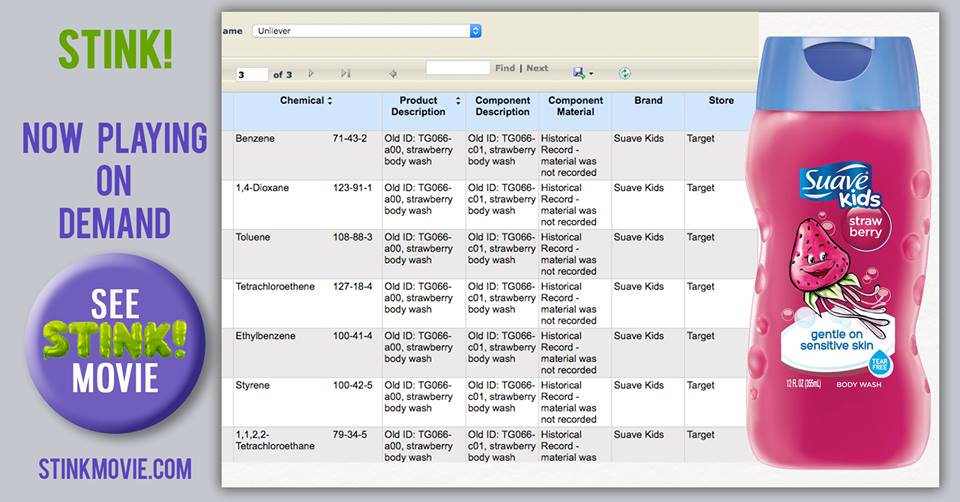 STINK!
NOW PLAYING
ON
DEMAND
SEE
STINK!
MOVIE
STINKMOVIE.COM
ame Unilever
3 of 3 Find | Next
Chemical Product Description Component Description Component Material Brand Store
Benzene 71-43-2 Old ID: TG066-a00, strawberry body wash Old ID: TG066-c01, strawberry body wash Historical Record - material was not recorded Suave Kids Target
1,4-Dioxane 123-91-1 Old ID: TG066-a00, strawberry body wash Old ID: TG066-c01, strawberry body wash Historical Record - material was not recorded Suave Kids Target
Toluene 108-88-3 Old ID: TG066-a00, strawberry body wash Old ID: TG066-c01, strawberry body wash Historical Record - material was not recorded Suave Kids Target
Tetrachloroethene 127-18-4 Old ID: TG066-a00, strawberry body wash Old ID: TG066-c01, strawberry body wash Historical Record - material was not recorded Suave Kids Target
Ethylbenzene 100-41-4 Old ID: TG066-a00, strawberry body wash Old ID: TG066-c01, strawberry body wash Historical Record - material was not recorded Suave Kids Target
Styrene 100-42-5 Old ID: TG066-a00, strawberry body wash Old ID: TG066-c01, strawberry body wash Historical Record - material was not recorded Suave Kids Target
1,1,2,2-Tetrachloroethane 79-34-5 Old ID: TG066-a00, strawberry body wash Old ID: TG066-c01, strawberry body wash Historical Record - material was Suave Kids Target
Suave
kids
straw
berry
gentle on
sensitive skin
TEAR
FREE
12 FL OZ (355mL) BODY WASH